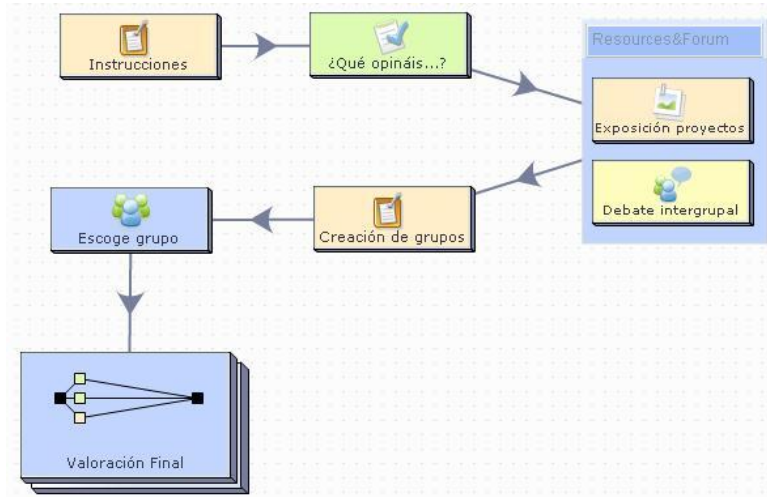 Instrucciones
¿Qué opináis...?
Resources&Forum
Exposición proyectos
Debate intergrupal
Creación de grupos
Escoge grupo
Valoración Final